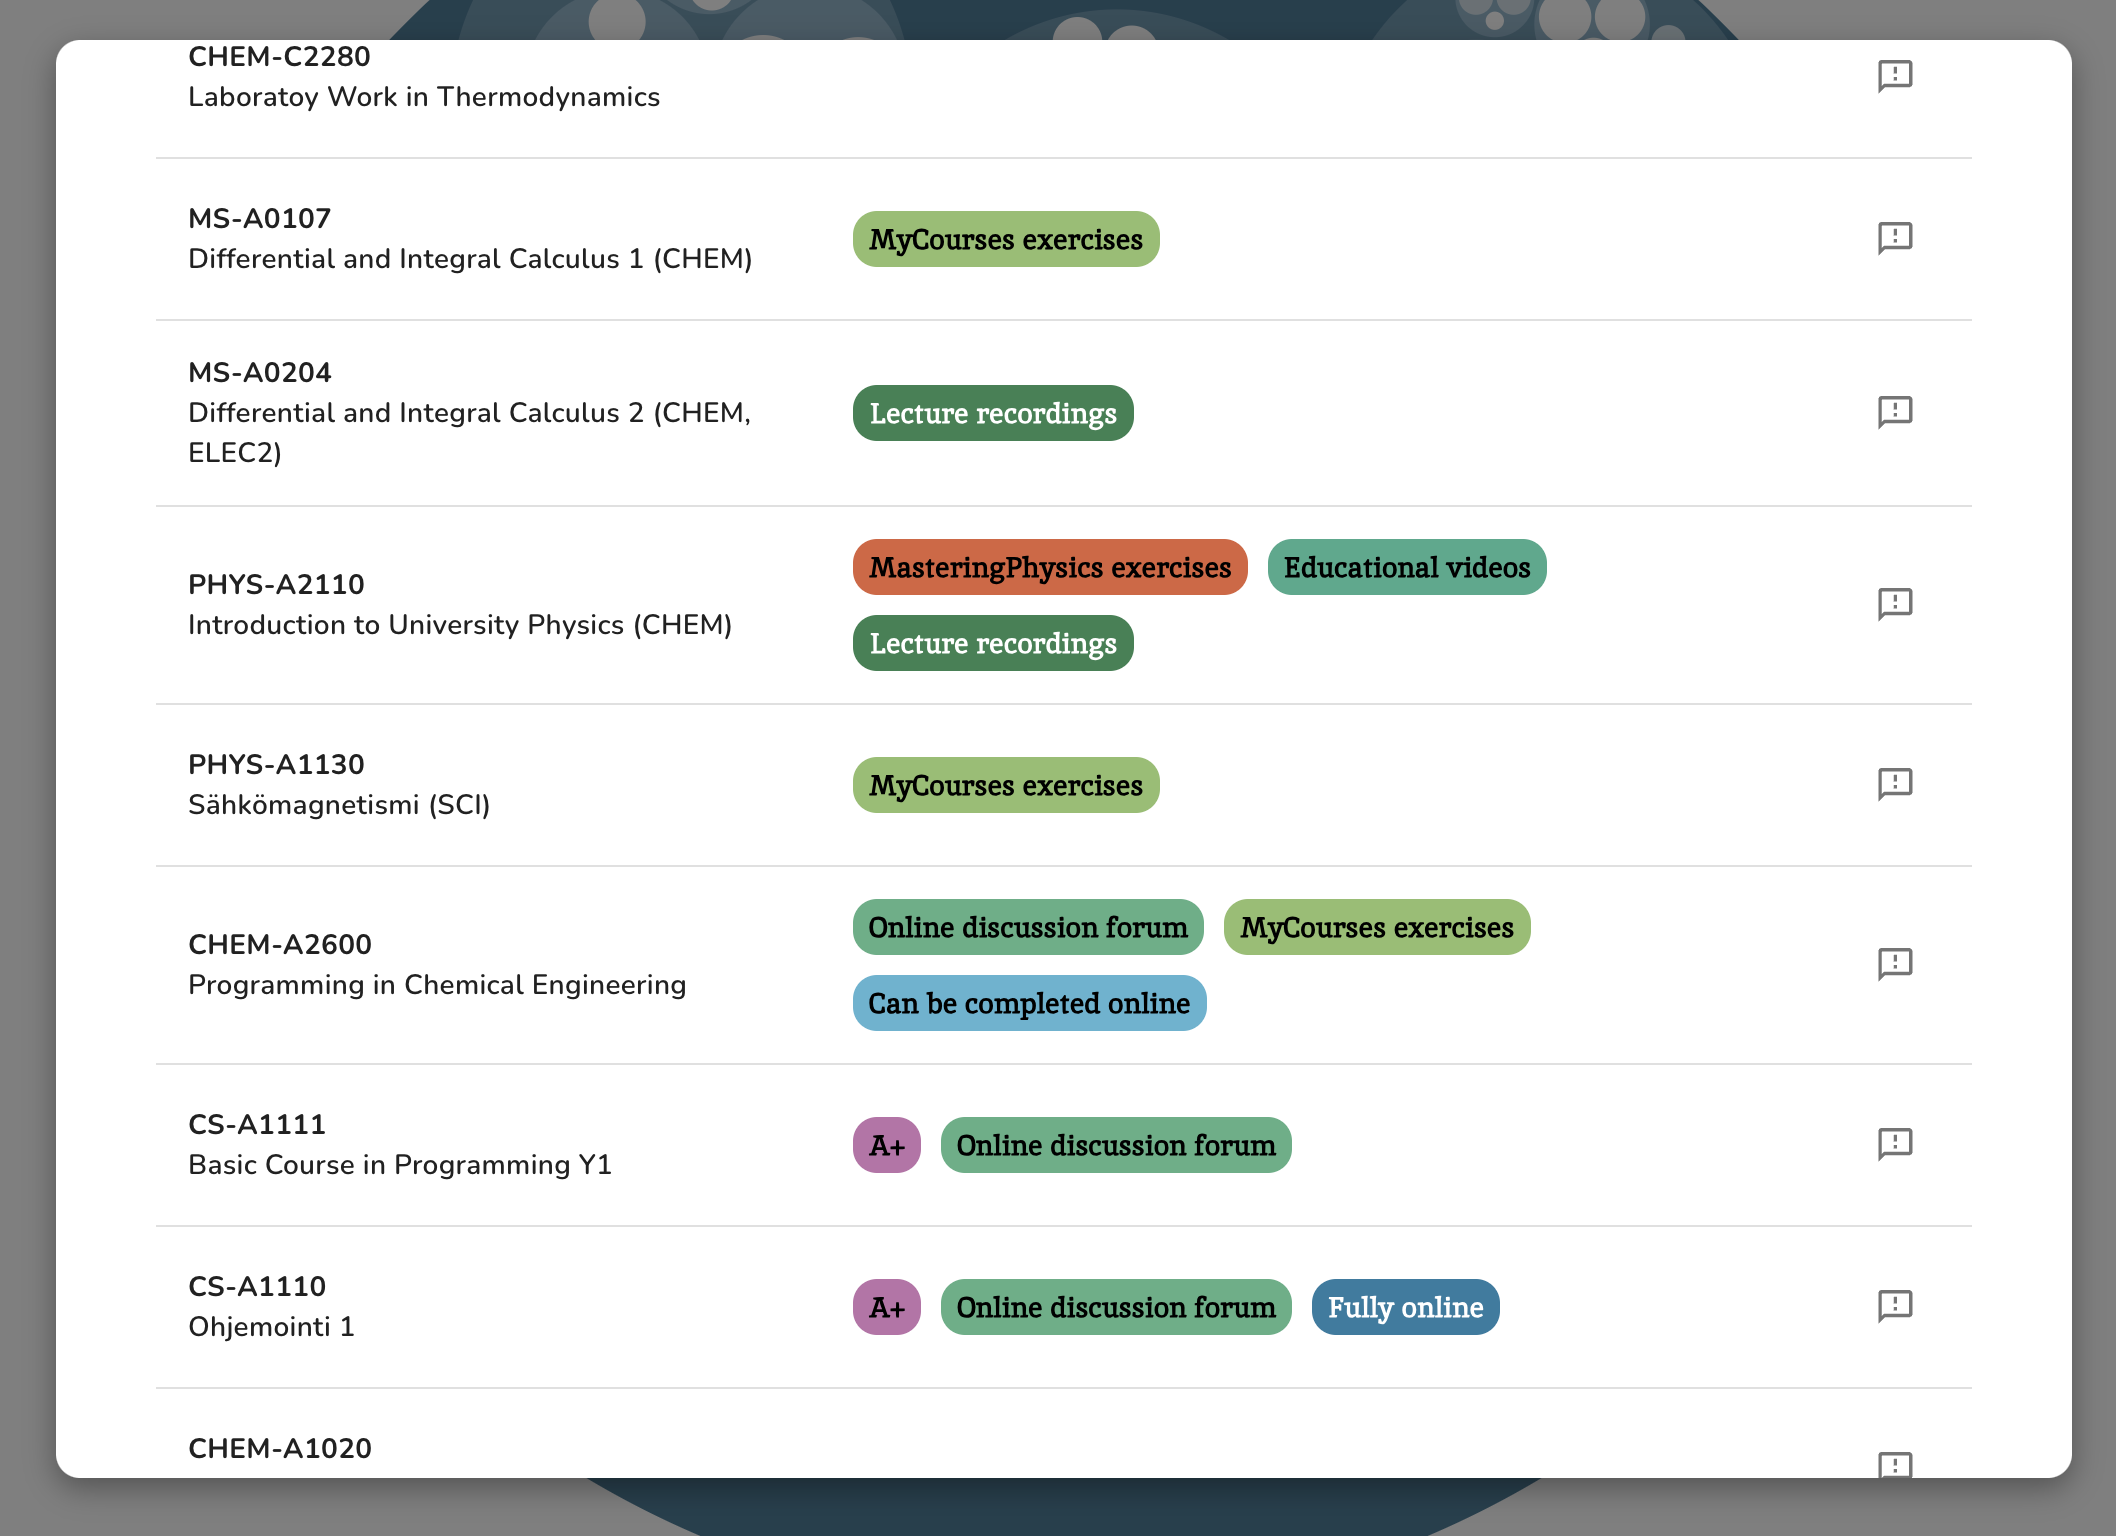 CHEM-C2280
Laboratoy Work in Thermodynamics
MS-A0107
Differential and Integral Calculus 1 (CHEM)
MyCourses exercises
MS-A0204
Differential and Integral Calculus 2 (CHEM,
ELEC2)
Lecture recordings
PHYS-A2110
Introduction to University Physics (CHEM)
MasteringPhysics exercises Educational videos
Lecture recordings
PHYS-A1130
Sähkömagnetismi (SCI)
MyCourses exercises
CHEM-A2600
Programming in Chemical Engineering
Online discussion forum MyCourses exercises
Can be completed online
CS-A1111
Basic Course in Programming Y1
A+ Online discussion forum
CS-A1110
Ohjemointi 1
A+ Online discussion forum Fully online
CHEM-A1020